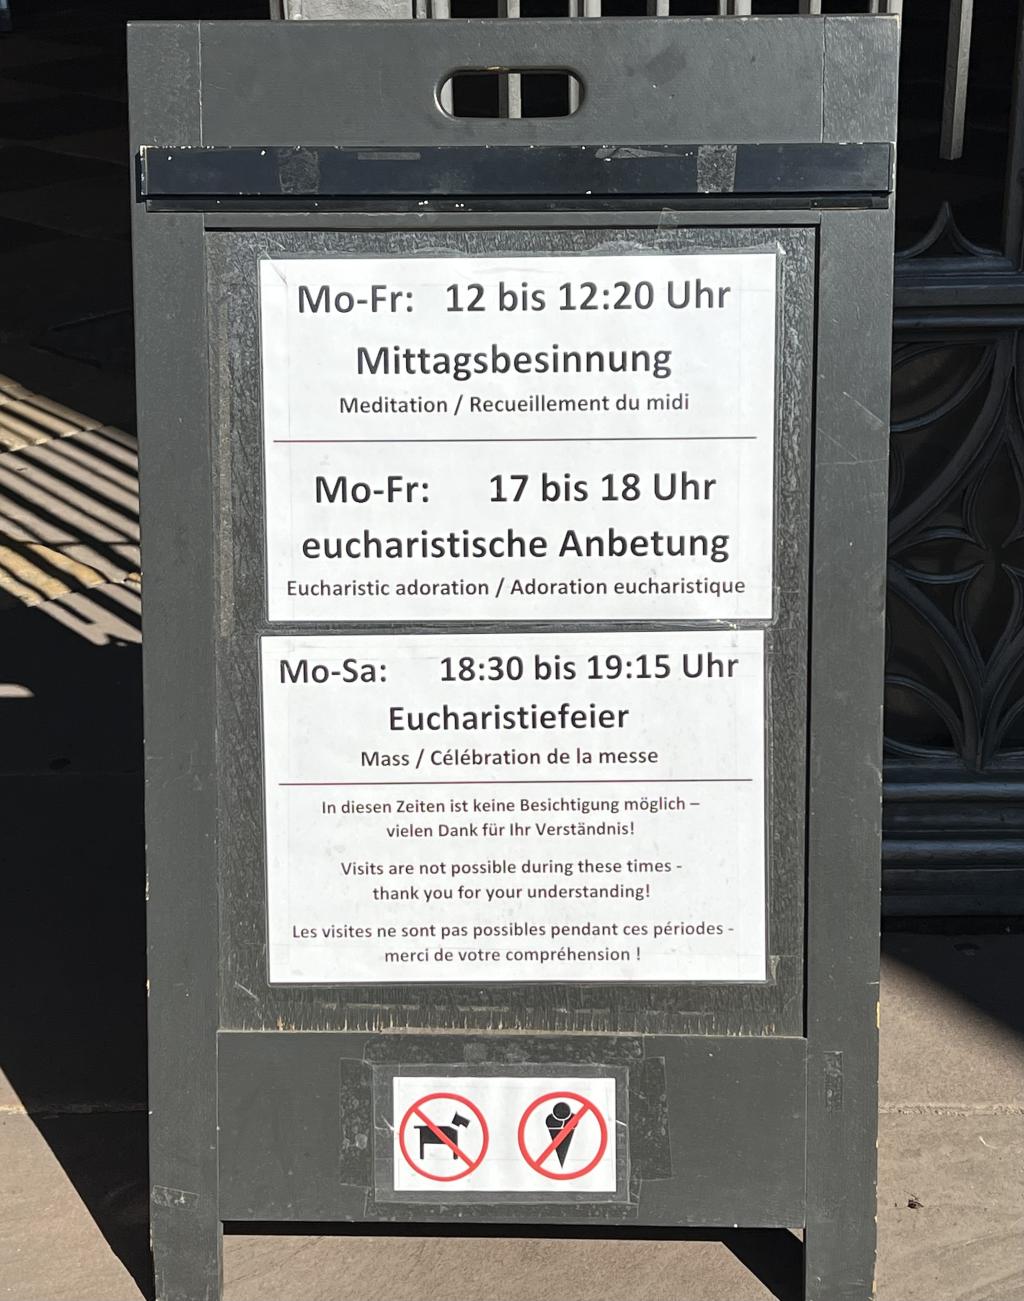 Mo-Fr: 12 bis 12:20 Uhr
Mittagsbesinnung
Meditation / Recueillement du midi
Mo-Fr: 17 bis 18 Uhr
eucharistische Anbetung
Eucharistic adoration / Adoration eucharistique
Mo-Sa: 18:30 bis 19:15 Uhr
Eucharistiefeier
Mass / Célébration de la messe
In diesen Zeiten ist keine Besichtigung möglich –
vielen Dank für Ihr Verständnis!
Visits are not possible during these times -
thank you for your understanding!
Les visites ne sont pas possibles pendant ces périodes -
merci de votre compréhension !